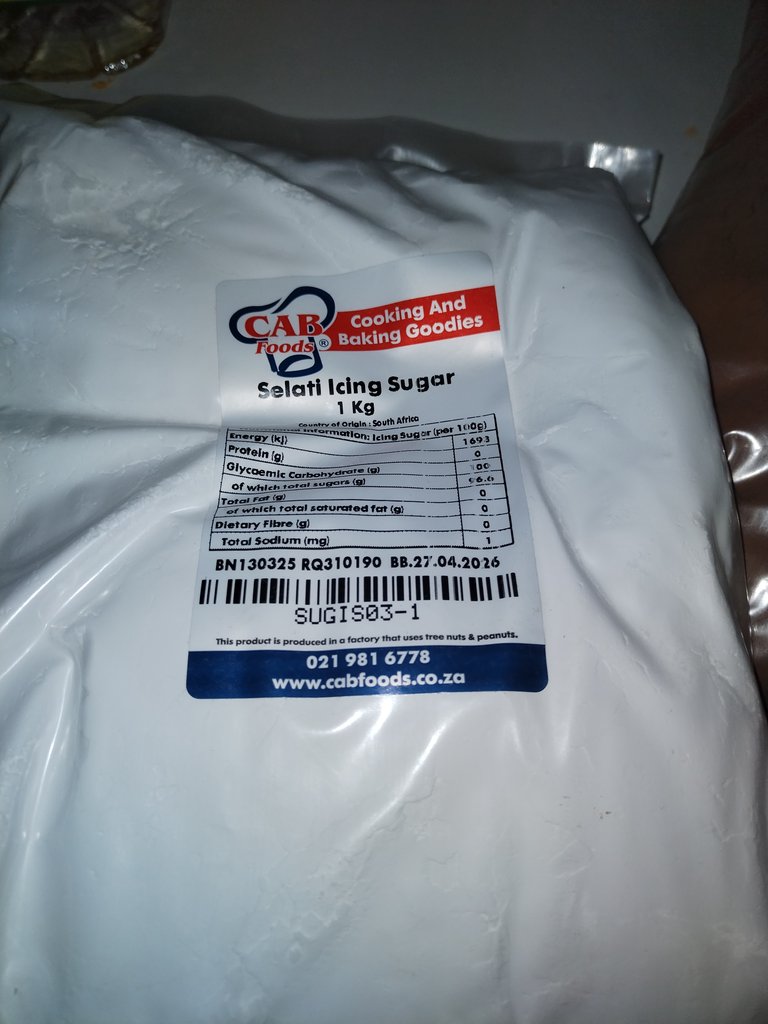 CAB
Foods®
Cooking And
Baking Goodies
Selati Icing Sugar
1 Kg
Country of Origin : South Africa
Information: Icing Sugar (per 100g)
Energy (kj) 1693
Protein (g) 0
Glycaemic Carbohydrate (g) 100
of which total sugars (g)
Total Fat (g) 0
of which total saturated fat (g) 0
Dietary Fibre (g) 0
Total Sodium (mg) 1
BN130325 RQ310190 BB.27.04.2026
SUGIS03-1
This product is produced in a factory that uses tree nuts & peanuts.
021 981 6778
www.cabfoods.co.za